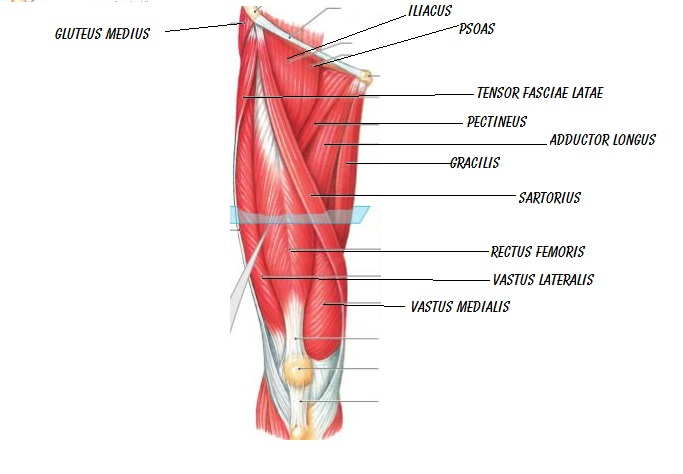 ILIACUS
GLUTEUS MEDIUS
PSOAS
TENSOR FASCIAE LATAE
PECTINEUS
ADDUCTOR LONGUS
GRACILIS
SARTORIUS
RECTUS FEMORIS
VASTUS LATERALIS
VASTUS MEDIALIS